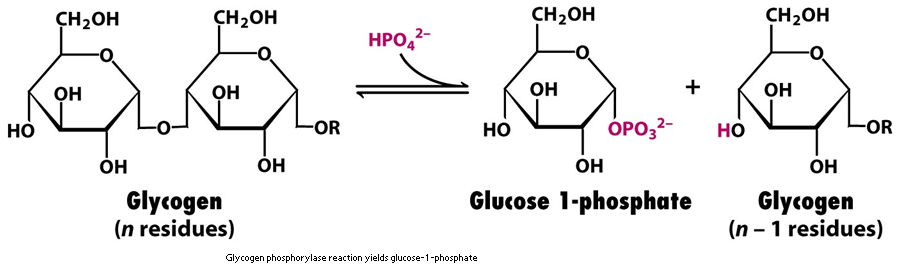 CH₂OH
CH₂OH
O
O
OH
OH
HO
O
OR
OH
OH
HPO₄²⁻
CH₂OH
O
OH
HO
OPO₃²⁻
OH
+
CH₂OH
O
OH
HO
OR
OH
Glycogen
(n residues)
Glucose 1-phosphate
Glycogen
(n – 1 residues)
Glycogen phosphorylase reaction yields glucose-1-phosphate